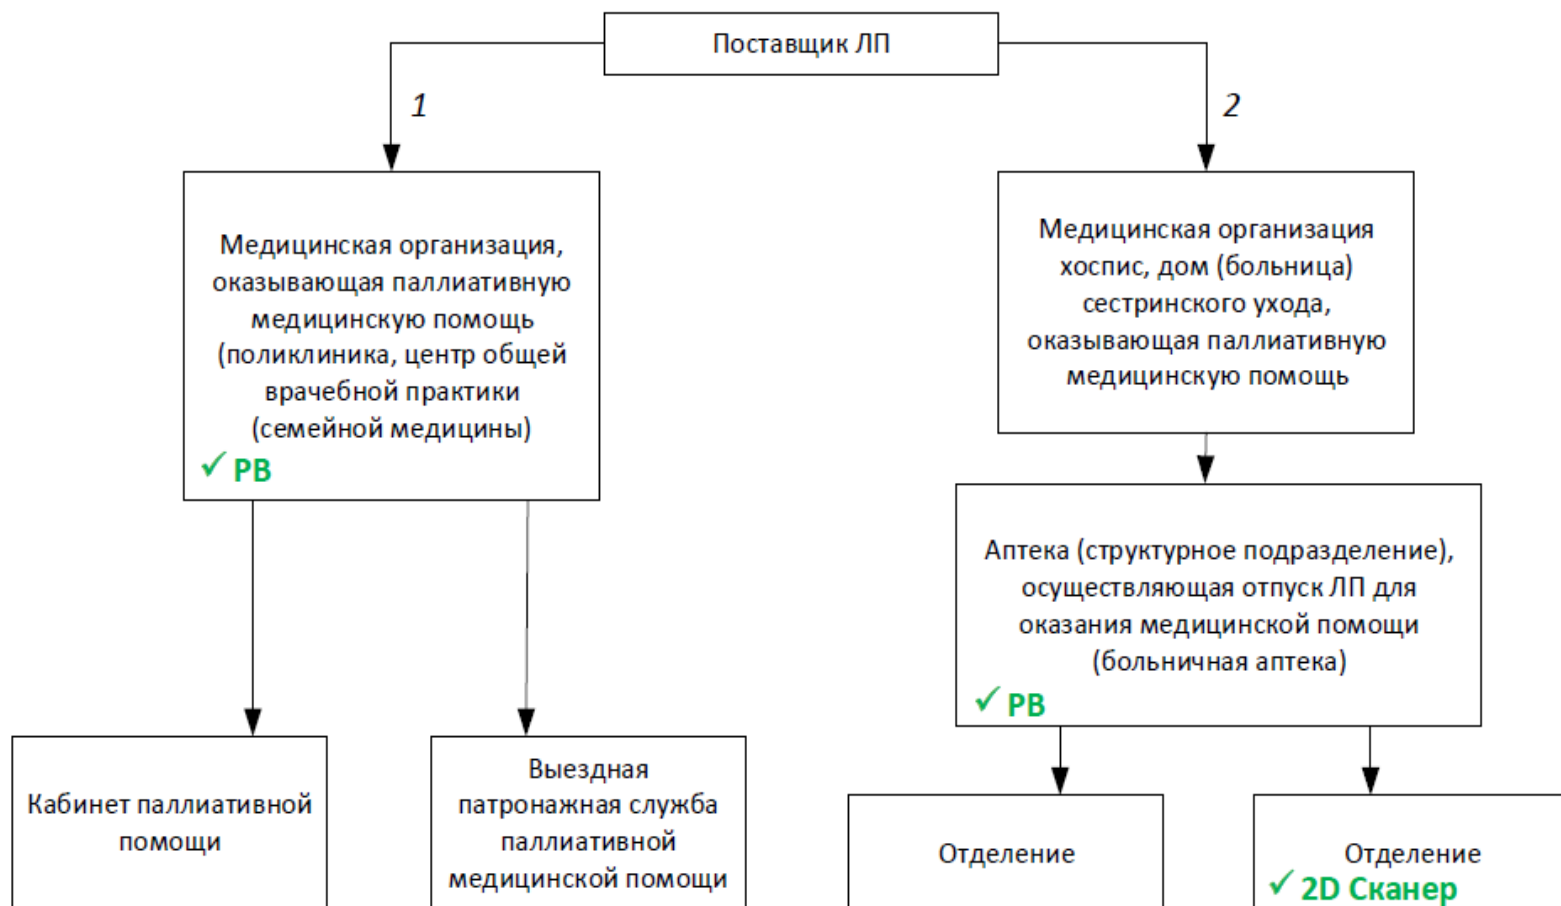 Поставщик ЛП
1
2
Медицинская организация,
оказывающая паллиативную
медицинскую помощь
(поликлиника, центр общей
врачебной практики
(семейной медицины)
✓ РВ
Медицинская организация
хоспис, дом (больница)
сестринского ухода,
оказывающая паллиативную
медицинскую помощь
Аптека (структурное подразделение),
осуществляющая отпуск ЛП для
оказания медицинской помощи
(больничная аптека)
✓ РВ
Кабинет паллиативной
помощи
Выездная
патронажная служба
паллиативной
медицинской помощи
Отделение
Отделение
✓ 2D Сканер